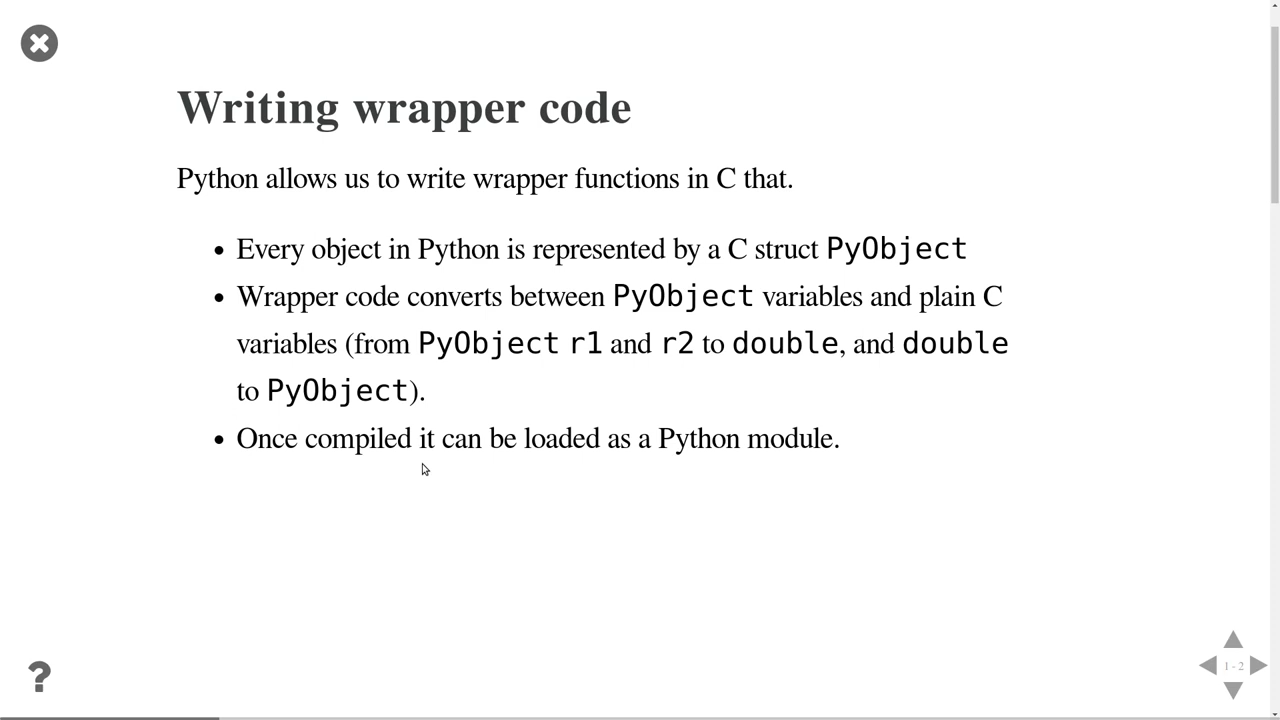 Writing wrapper code
Python allows us to write wrapper functions in C that.
• Every object in Python is represented by a C struct PyObject
• Wrapper code converts between PyObject variables and plain C
variables (from PyObject r1 and r2 to double, and double
to PyObject).
• Once compiled it can be loaded as a Python module.
?
1 - 2